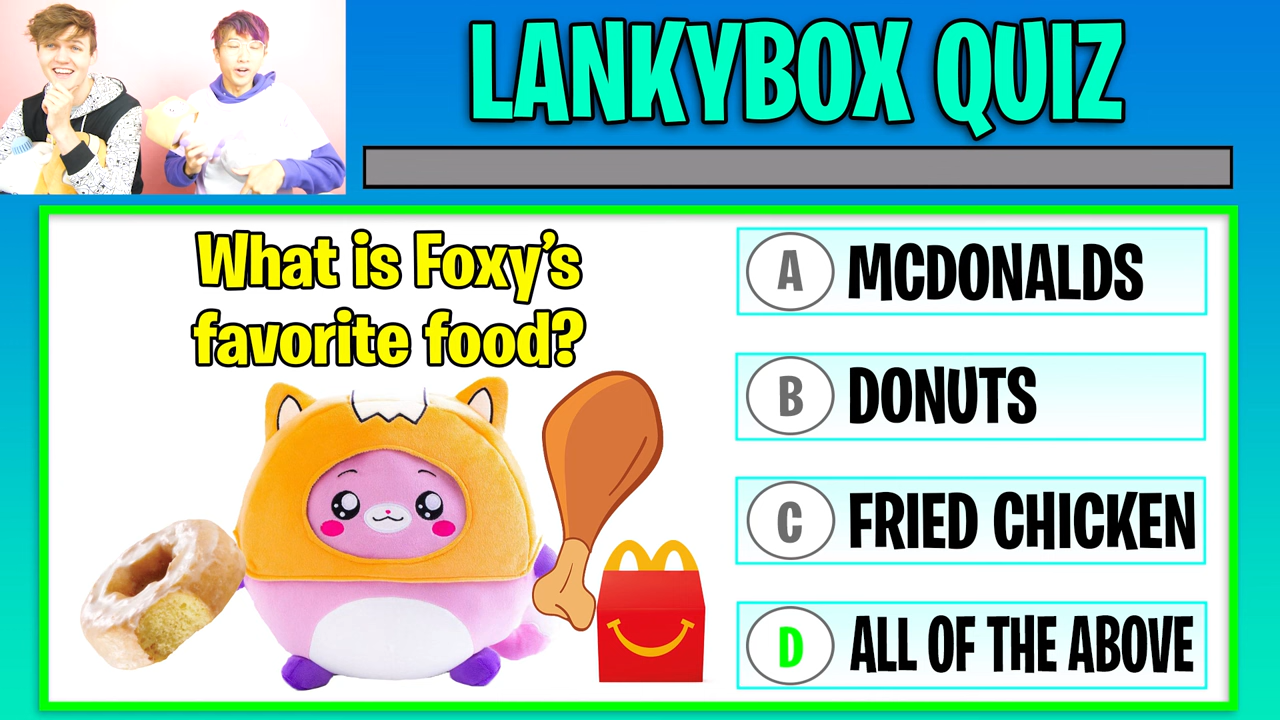 LANKYBOX QUIZ
What is Foxy's
favorite food?
A MCDONALDS
B DONUTS
C FRIED CHICKEN
D ALL OF THE ABOVE